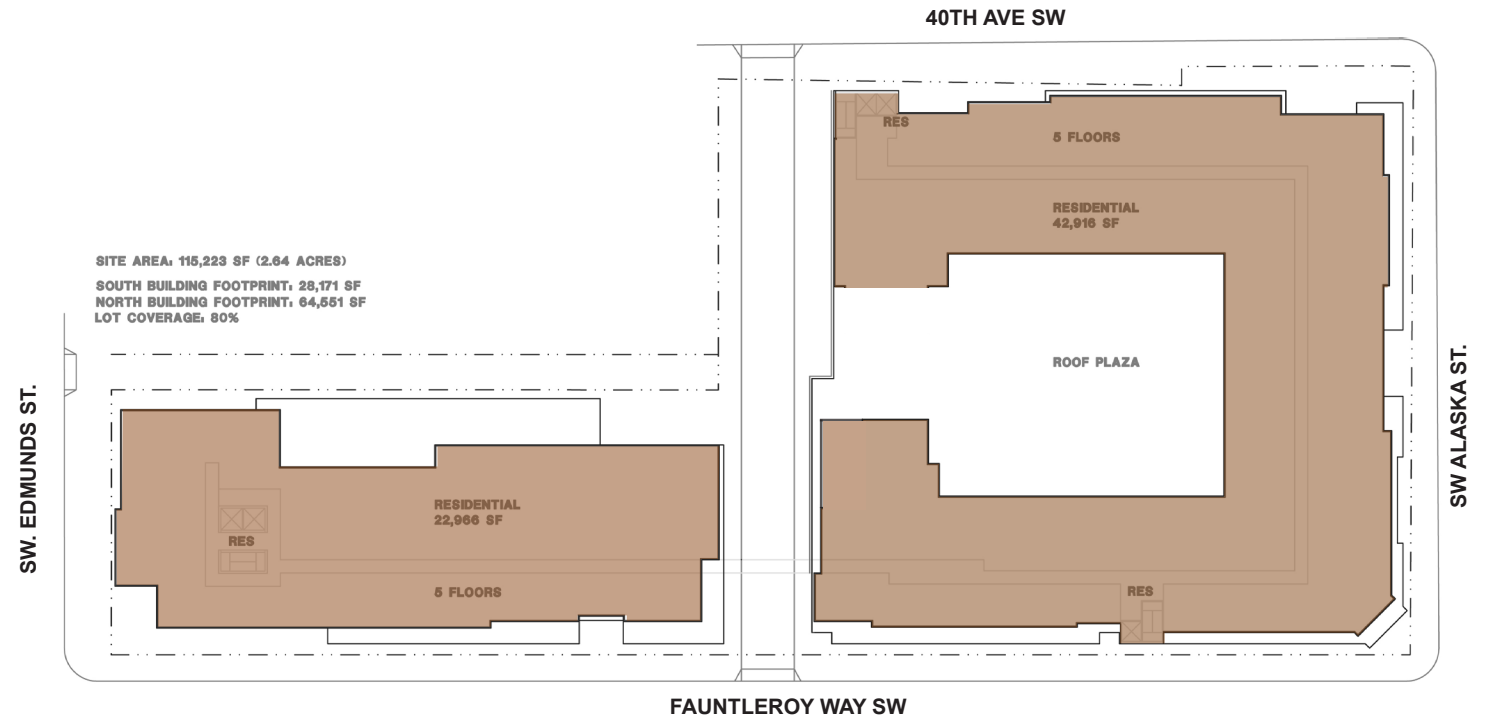 40TH AVE SW
RES
5 FLOORS
RESIDENTIAL
42,916 SF
SITE AREA: 115,223 SF (2.64 ACRES)
SOUTH BUILDING FOOTPRINT: 28,171 SF
NORTH BUILDING FOOTPRINT: 64,551 SF
LOT COVERAGE: 80%
ROOF PLAZA
SW. EDMUNDS ST.
SW ALASKA ST.
RESIDENTIAL
22,966 SF
RES
5 FLOORS
RES
FAUNTLEROY WAY SW